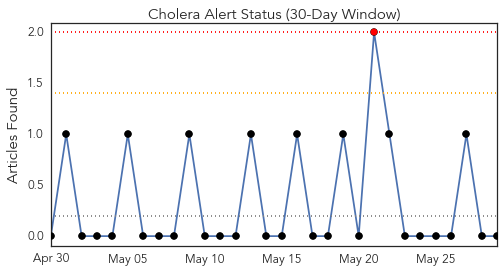 Cholera Alert Status (30-Day Window)
Articles Found
2.0
1.5
1.0
0.5
0.0
Apr 30
May 05
May 10
May 15
May 20
May 25